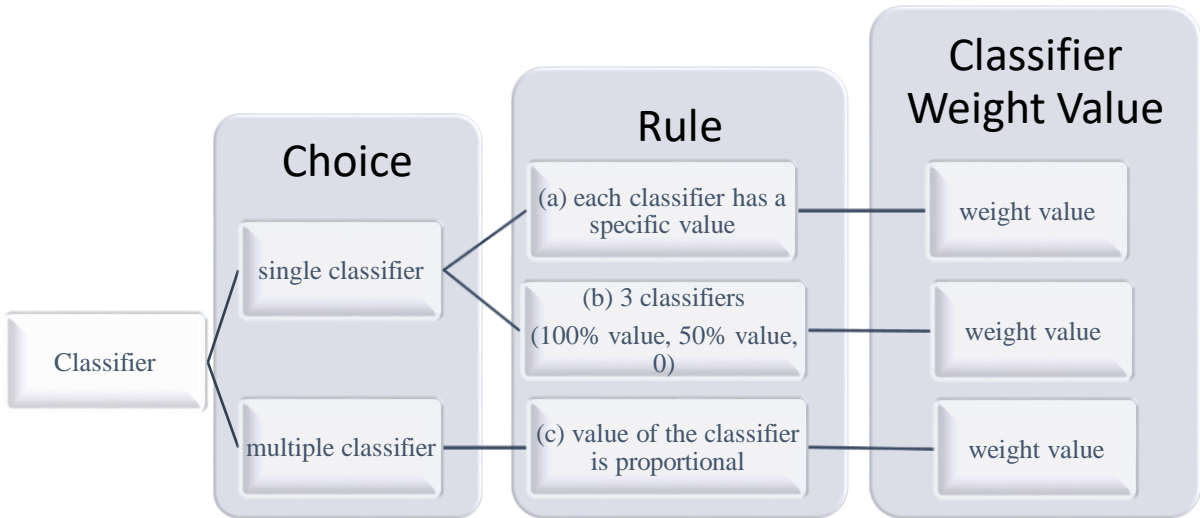 Classifier
Choice
single classifier
multiple classifier
Rule
(a) each classifier has a
specific value
(b) 3 classifiers
(100% value, 50% value,
0)
(c) value of the classifier
is proportional
Classifier
Weight Value
weight value
weight value
weight value